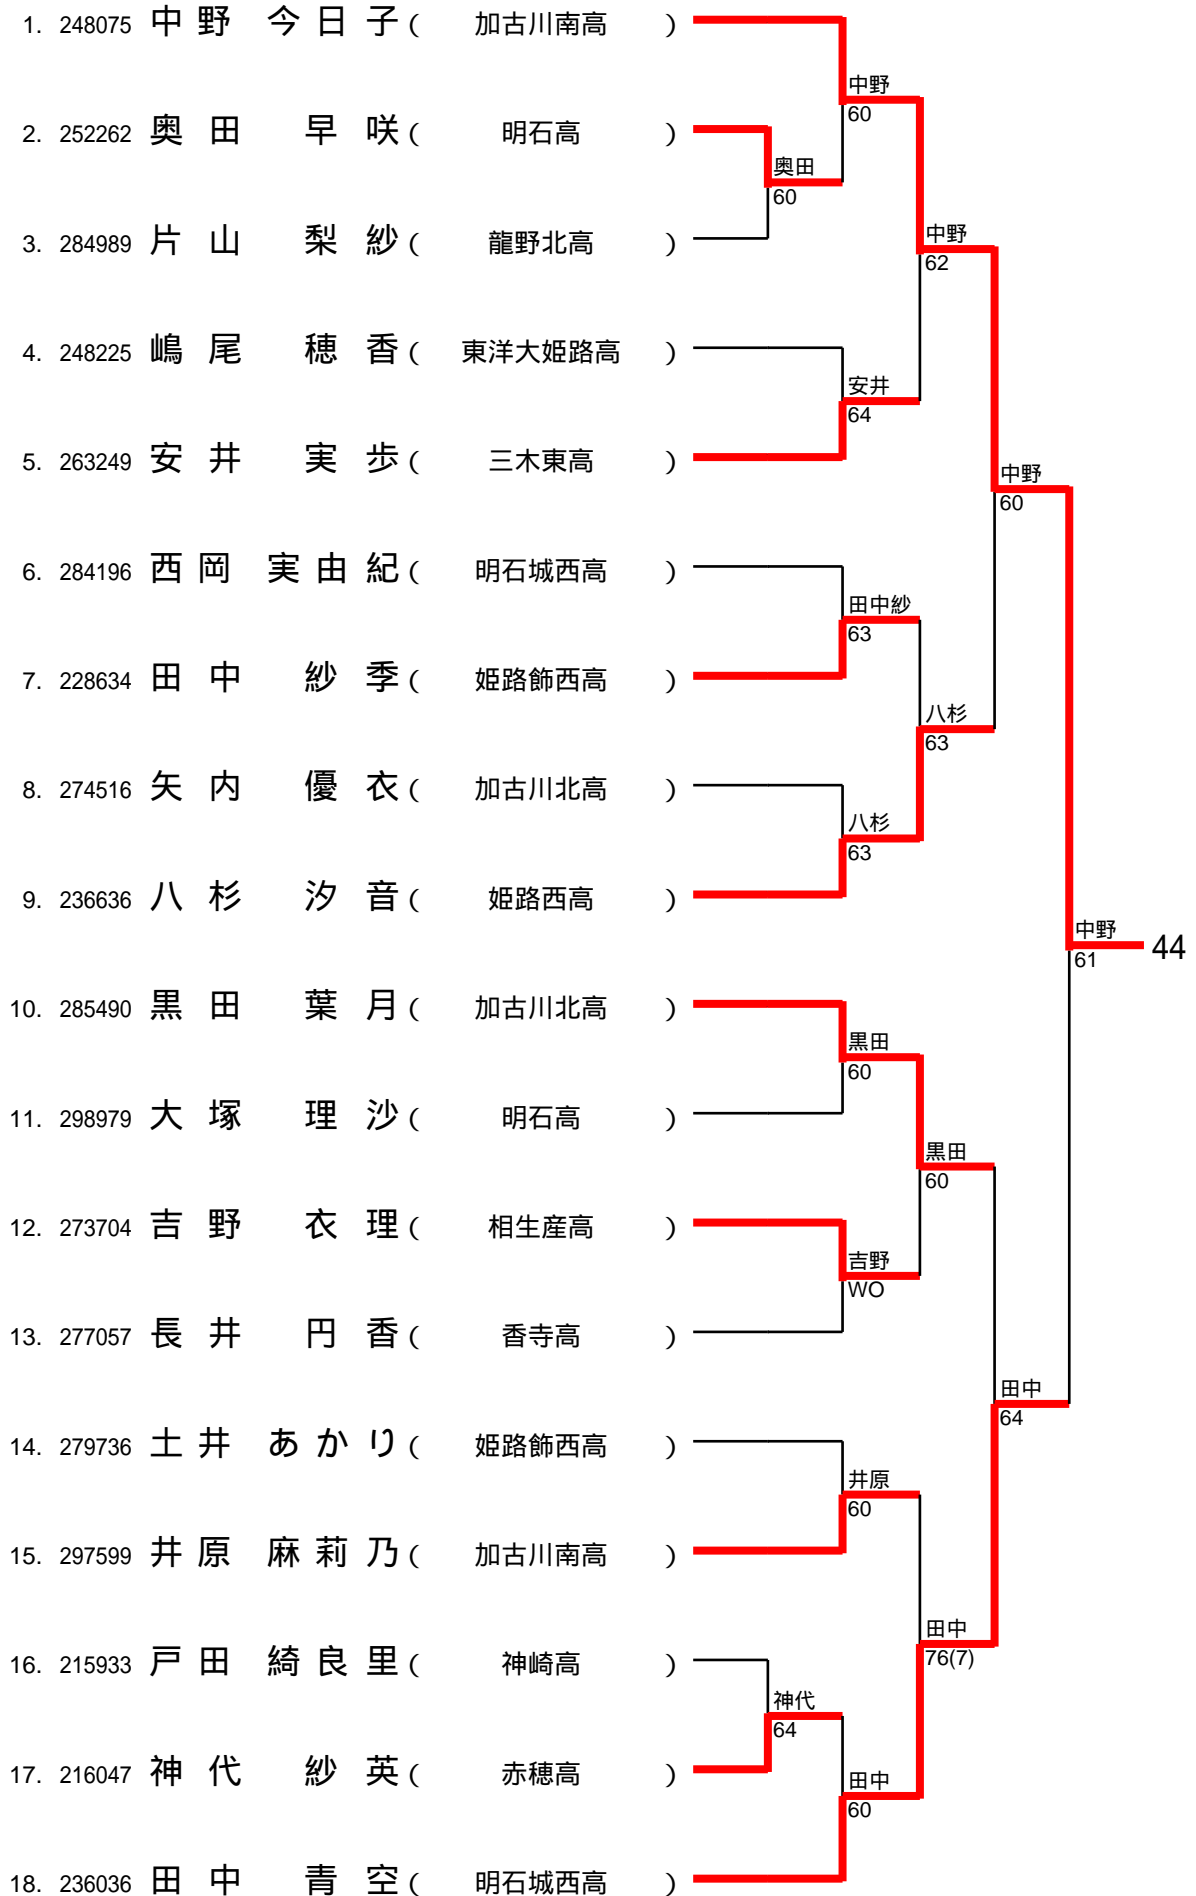 1. 248075 中野 今日子 ( 加古川南高 )
中野
60
2. 252262 奥田 早咲 ( 明石高 )
奥田
60
3. 284989 片山 梨紗 ( 龍野北高 )
中野
62
4. 248225 嶋尾 穂香 ( 東洋大姫路高 )
安井
64
5. 263249 安井 実歩 ( 三木東高 )
中野
60
6. 284196 西岡 実由紀 ( 明石城西高 )
田中紗
63
7. 228634 田中 紗季 ( 姫路飾西高 )
八杉
63
8. 274516 矢内 優衣 ( 加古川北高 )
八杉
63
9. 236636 八杉 汐音 ( 姫路西高 )
中野
61
44
10. 285490 黒田 葉月 ( 加古川北高 )
黒田
60
11. 298979 大塚 理沙 ( 明石高 )
黒田
60
12. 273704 吉野 衣理 ( 相生産高 )
吉野
WO
13. 277057 長井 円香 ( 香寺高 )
田中
64
14. 279736 土井 あかり ( 姫路飾西高 )
井原
60
15. 297599 井原 麻莉乃 ( 加古川南高 )
田中
76(7)
16. 215933 戸田 綺良里 ( 神崎高 )
神代
64
17. 216047 神代 紗英 ( 赤穂高 )
田中
60
18. 236036 田中 青空 ( 明石城西高 )